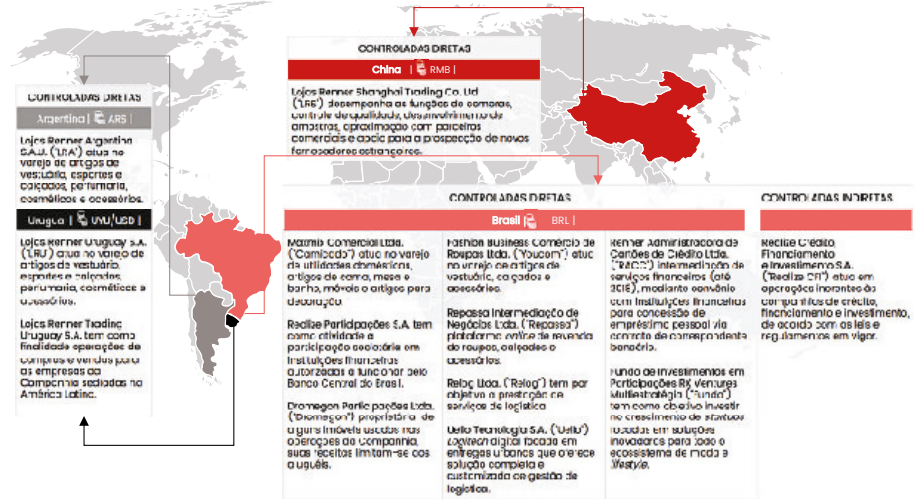 CONTROLADAS DIRETAS
China | RMB |
Lojas Renner Shanghai Trading Co. Ltd
("LRS") desempenha as funções de compras,
controle de qualidade, desenvolvimento de
amostras, aproximação com parceiros
comerciais e apoio para a prospecção de novos
fornecedores estrangeiros.
CONTROLADAS DIRETAS
Argentina | ARS |
Lojas Renner Argentina
S.A.U. ("LRA") atua no
varejo de artigos de
vestuário, esportes e
calçados, perfumaria,
cosméticos e acessórios.
Uruguai | UYU/USD |
Lojas Renner Uruguay S.A.
("LRU") atua no varejo de
artigos de vestuário,
esportes e calçados,
perfumaria, cosméticos e
acessórios.
Lojas Renner Trading
Uruguay S.A. tem como
finalidade operações de
compras e vendas para
as empresas da
Companhia sediadas na
América Latina.
CONTROLADAS DIRETAS
Brasil | BRL |
Maxmix Comercial Ltda.
("Camicado") atua no varejo
de utilidades domésticas,
artigos de cama, mesa e
banho, móveis e artigos para
decoração.
Realize Participações S.A. tem
como atividade a
participação societária em
Instituições financeiras
autorizadas a funcionar pelo
Banco Central do Brasil.
Dromegon Participações Ltda.
("Dromegon") proprietária de
alguns imóveis usados nas
operações da Companhia,
suas receitas limitam-se aos
aluguéis.
Fashion Business Comércio de
Roupas Ltda. ("Youcom") atua
no varejo de artigos de
vestuário, calçados e
acessórios.
Repassa Intermediação de
Negócios Ltda. ("Repassa")
plataforma online de revenda
de roupas, calçados e
acessórios.
Relog Ltda. ("Relog") tem por
objetivo a prestação de
serviços de logística
Uello Tecnologia S.A. ("Uello")
Logitech digital focada em
entregas urbanas que oferece
solução completa e
customizada de gestão de
logística.
Renner Administradora de
Cartões de Crédito Ltda.
("RACC") intermediação de
serviços financeiros (até
2018), mediante convênio
com Instituições financeiras
para concessão de
empréstimo pessoal via
contrato de correspondente
bancário.
Fundo de Investimentos em
Participações RX Ventures
Multiestratégia ("Fundo")
tem como objetivo investir
no crescimento de startups
focadas em soluções
inovadoras para todo o
ecossistema de moda e
lifestyle.
CONTROLADAS INDIRETAS
Realize Crédito,
Financiamento
e Investimento S.A.
("Realize CFI") atua em
operações inerentes às
companhias de crédito,
financiamento e investimento,
de acordo com as leis e
regulamentos em vigor.